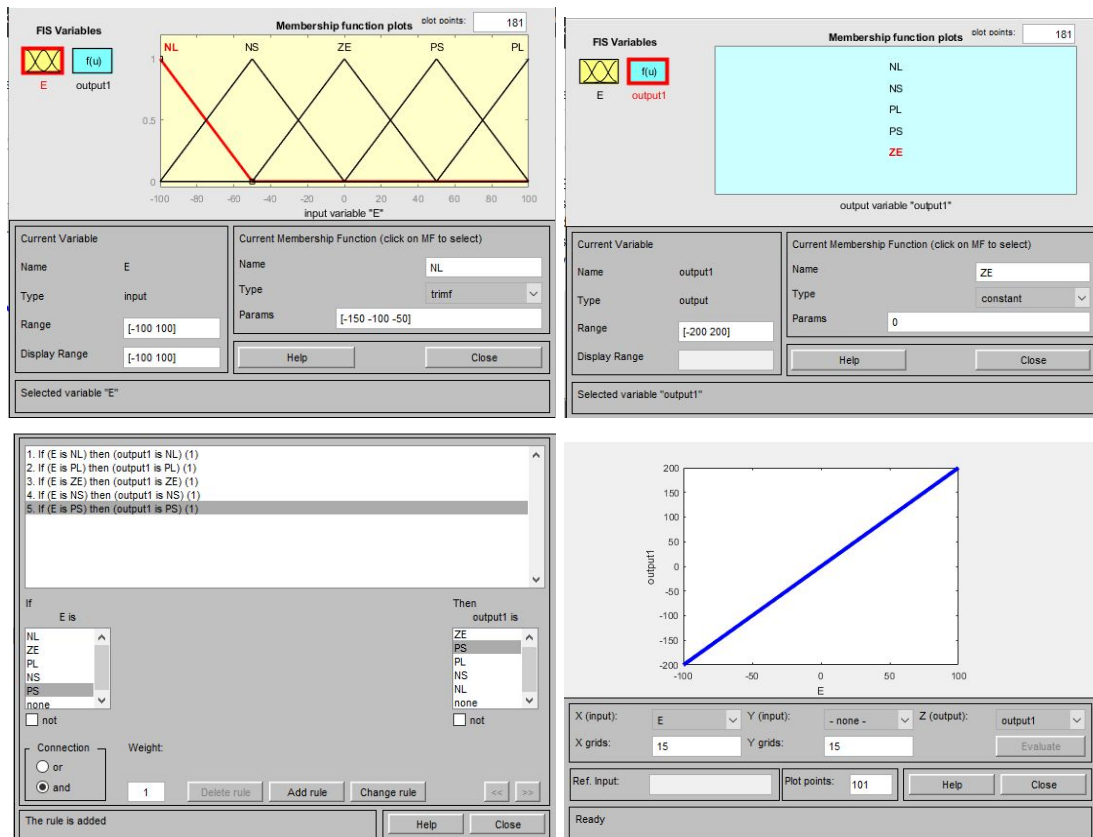 FIS Variables
Membership function plots plot points: 181
f(u)
E output1
NL NS ZE PS PL
1
0.5
0
-100 -80 -60 -40 -20 0 20 40 60 80 100
input variable "E"
Current Variable
Name E
Type input
Range [-100 100]
Display Range [-100 100]
Current Membership Function (click on MF to select)
Name NL
Type trimf
Params [-150 -100 -50]
Help Close
Selected variable "E"
FIS Variables
Membership function plots plot points: 181
f(u)
E output1
NL
NS
PL
PS
ZE
output variable "output1"
Current Variable
Name output1
Type output
Range [-200 200]
Display Range
Current Membership Function (click on MF to select)
Name ZE
Type constant
Params 0
Help Close
Selected variable "output1"
1. If (E is NL) then (output1 is NL) (1)
2. If (E is PL) then (output1 is PL) (1)
3. If (E is ZE) then (output1 is ZE) (1)
4. If (E is NS) then (output1 is NS) (1)
5. If (E is PS) then (output1 is PS) (1)
If
E is
NL
ZE
PL
NS
PS
none
not
Then
output1 is
ZE
PS
PL
NS
NL
none
not
Connection
or
and
Weight:
1
Delete rule Add rule Change rule << >>
The rule is added
Help Close
200
150
100
50
0
-50
-100
-150
-200
-100 -50 0 50 100
E
output1
X (input): E Y (input): - none - Z (output): output1
X grids: 15 Y grids: 15 Evaluate
Ref. Input: Plot points: 101 Help Close
Ready